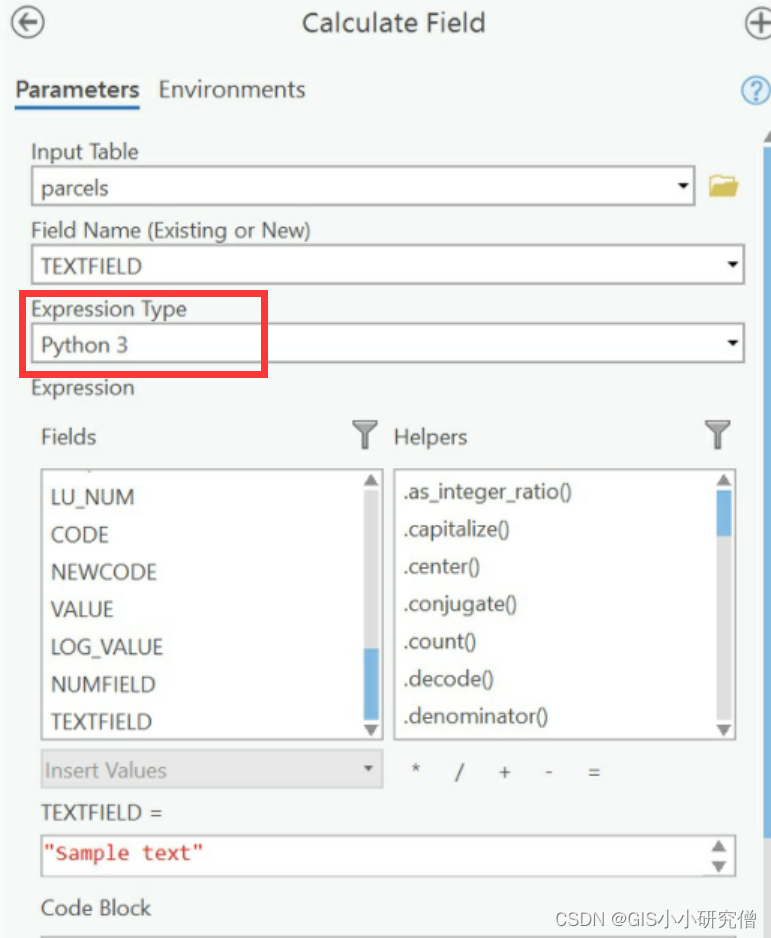 Calculate Field
Parameters Environments
Input Table
parcels
Field Name (Existing or New)
TEXTFIELD
Expression Type
Python 3
Expression
Fields
Helpers
LU_NUM
CODE
NEWCODE
VALUE
LOG_VALUE
NUMFIELD
TEXTFIELD
.as_integer_ratio()
.capitalize()
.center()
.conjugate()
.count()
.decode()
.denominator()
Insert Values
* / + - =
TEXTFIELD =
"Sample text"
Code Block
CSDN @GIS小小研究僧